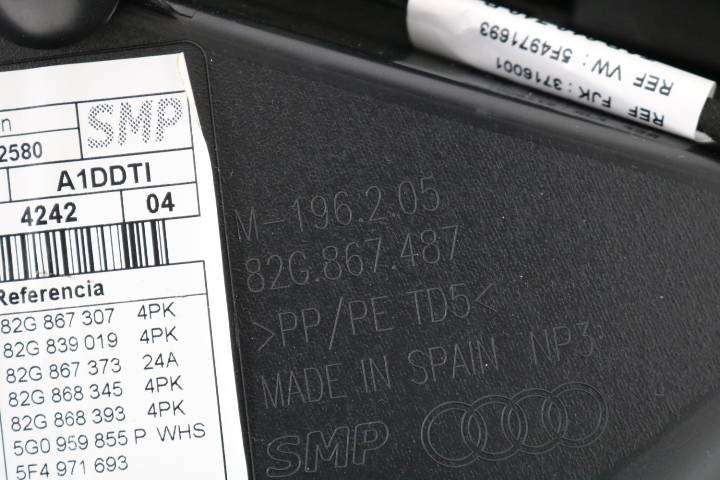 n
SMP
2580
A1DDTI
4242
04
Referencia
82G 867 307 4PK
82G 839 019 4PK
82G 867 373 24A
82G 868 345 4PK
82G 868 393 4PK
5G0 959 855 P WHS
5F4 971 693
REF FJK : 3716001
REF VW : 5F4971693
M-196.2.05
82G.867.487
>PP/PE TD5<
MADE IN SPAIN NP3
SMP